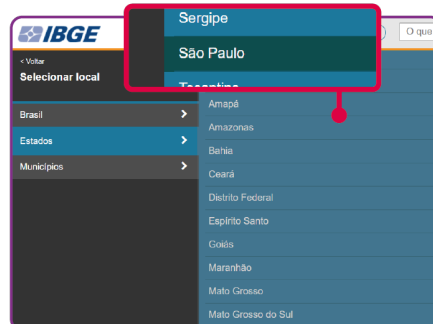 IBGE
O que
< Voltar
Selecionar local
Brasil
Estados
Municípios
Sergipe
São Paulo
Tocantins
Amapá
Amazonas
Bahia
Ceará
Distrito Federal
Espírito Santo
Goiás
Maranhão
Mato Grosso
Mato Grosso do Sul